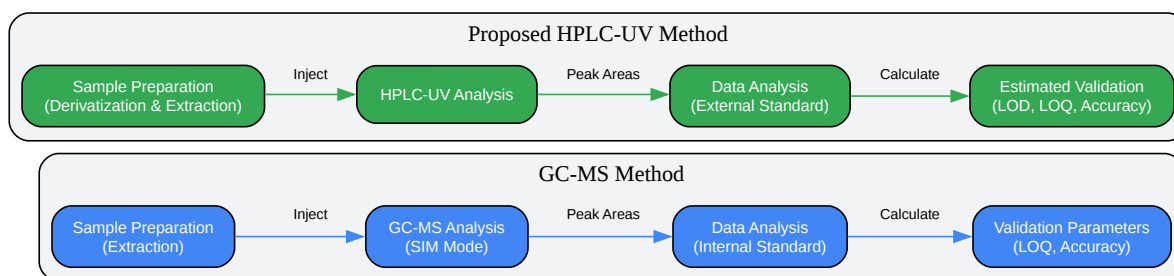 Proposed HPLC-UV Method
Sample Preparation
(Derivatization & Extraction)
Inject
HPLC-UV Analysis
Peak Areas
Data Analysis
(External Standard)
Calculate
Estimated Validation
(LOD, LOQ, Accuracy)
GC-MS Method
Sample Preparation
(Extraction)
Inject
GC-MS Analysis
(SIM Mode)
Peak Areas
Data Analysis
(Internal Standard)
Calculate
Validation Parameters
(LOQ, Accuracy)